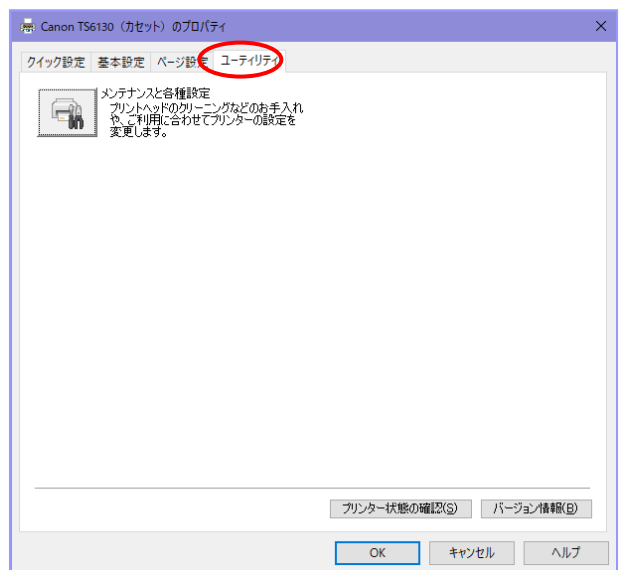 Canon TS6130（カセット）のプロパティ
クイック設定 基本設定 ページ設定 ユーティリティ
メンテナンスと各種設定
プリントヘッドのクリーニングなどのお手入れ
や、ご利用に合わせてプリンターの設定を
変更します。
プリンター状態の確認(S) バージョン情報(B)
OK キャンセル ヘルプ